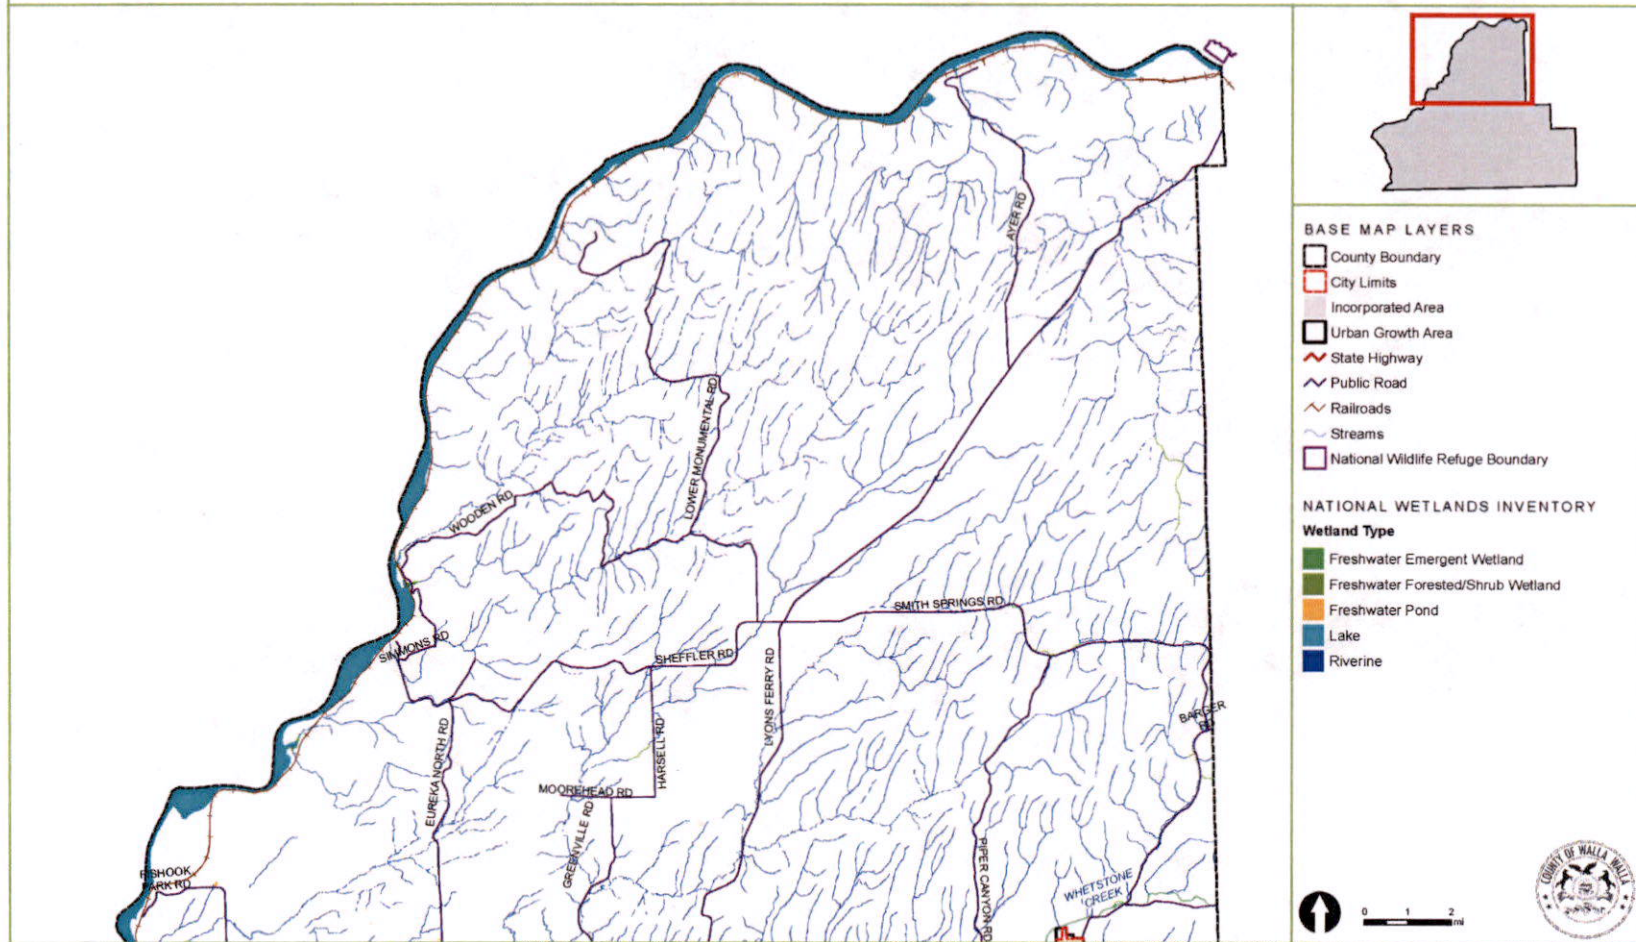 AYER RD
LOWER MONUMENTAL RD
WOODEN RD
SMITH SPRINGS RD
SIMMONS RD
SHEFFLER RD
LYONS FERRY RD
HARSELL RD
EUREKA NORTH RD
BARGER
RD
MOOREHEAD RD
GREENVILLE RD
PIPER CANYON RD
FISHOOK
PARK RD
WHETSTONE
CREEK
BASE MAP LAYERS
County Boundary
City Limits
Incorporated Area
Urban Growth Area
State Highway
Public Road
Railroads
Streams
National Wildlife Refuge Boundary
NATIONAL WETLANDS INVENTORY
Wetland Type
Freshwater Emergent Wetland
Freshwater Forested/Shrub Wetland
Freshwater Pond
Lake
Riverine
0 1 2
mi
COUNTY OF WALLA WALLA